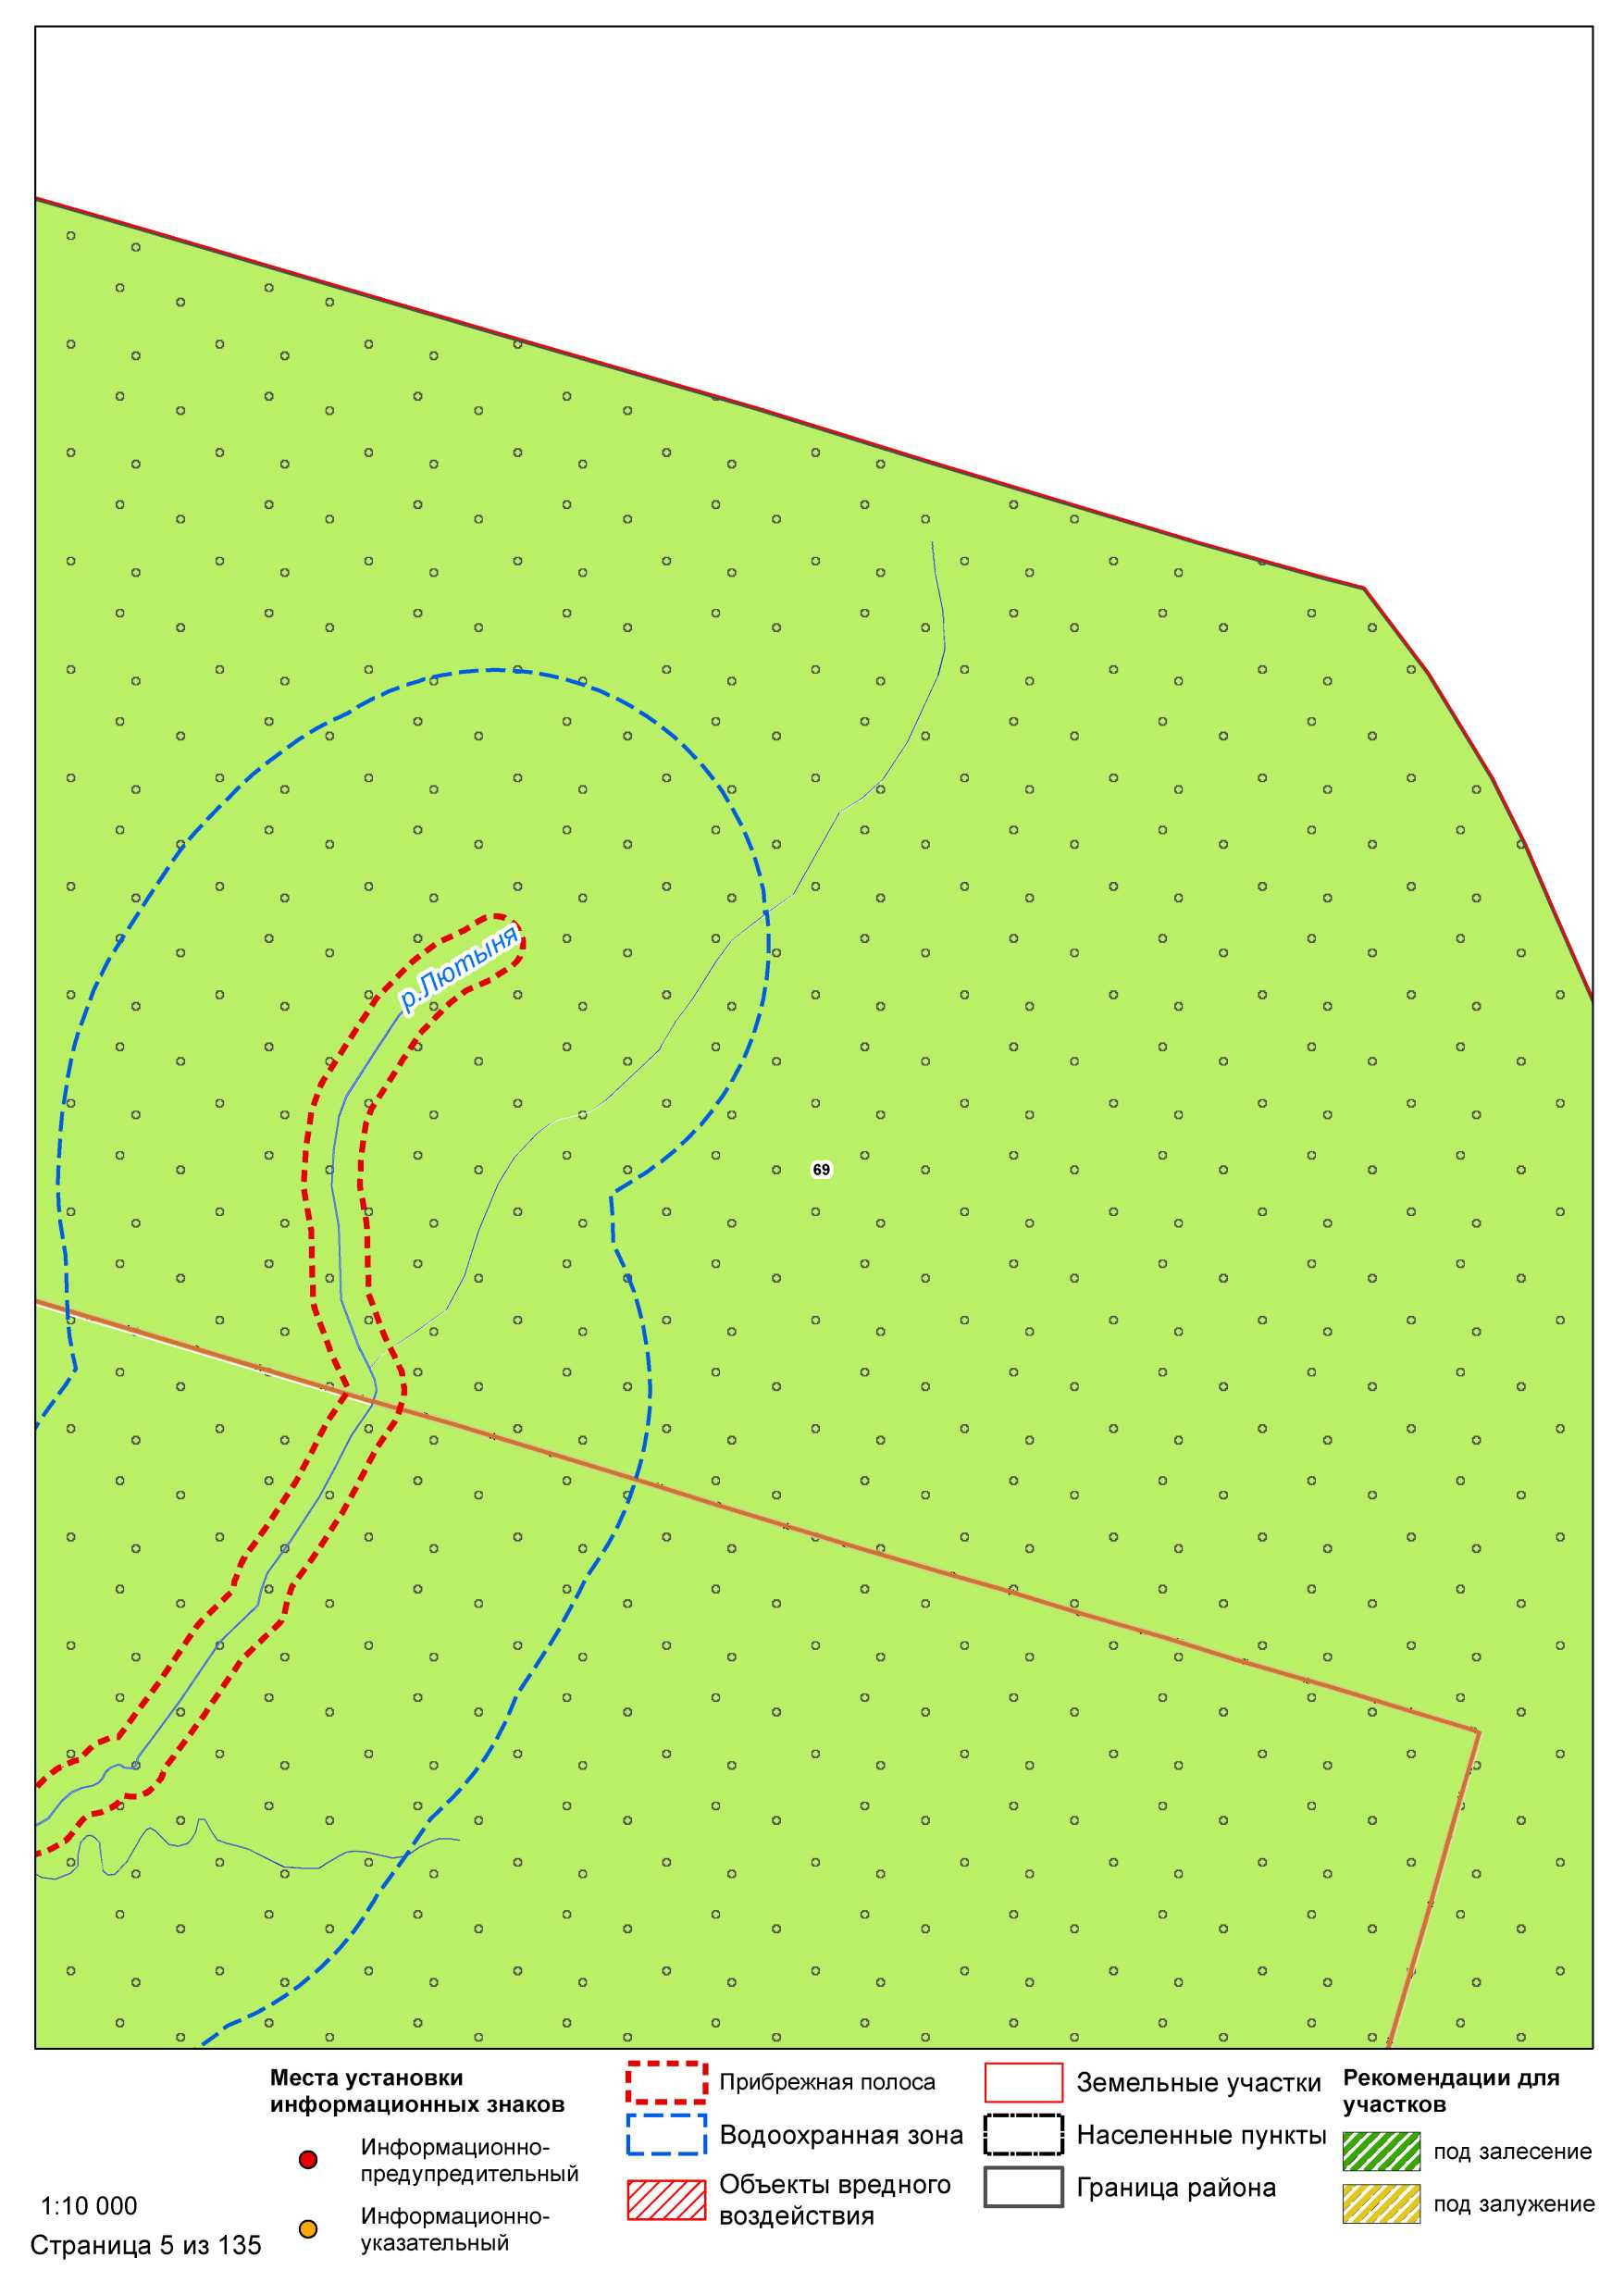 р.Лютыня
69
Места установки
информационных знаков
Информационно-
предупредительный
Информационно-
указательный
Прибрежная полоса
Водоохранная зона
Объекты вредного
воздействия
Земельные участки
Населенные пункты
Граница района
Рекомендации для
участков
под залесение
под залужение
1:10 000
Страница 5 из 135